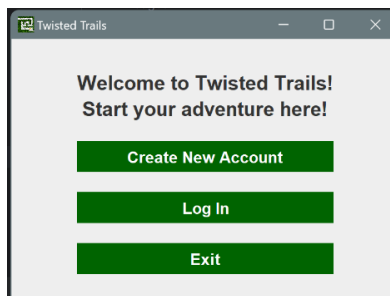 Twisted Trails
Welcome to Twisted Trails!
Start your adventure here!
Create New Account
Log In
Exit